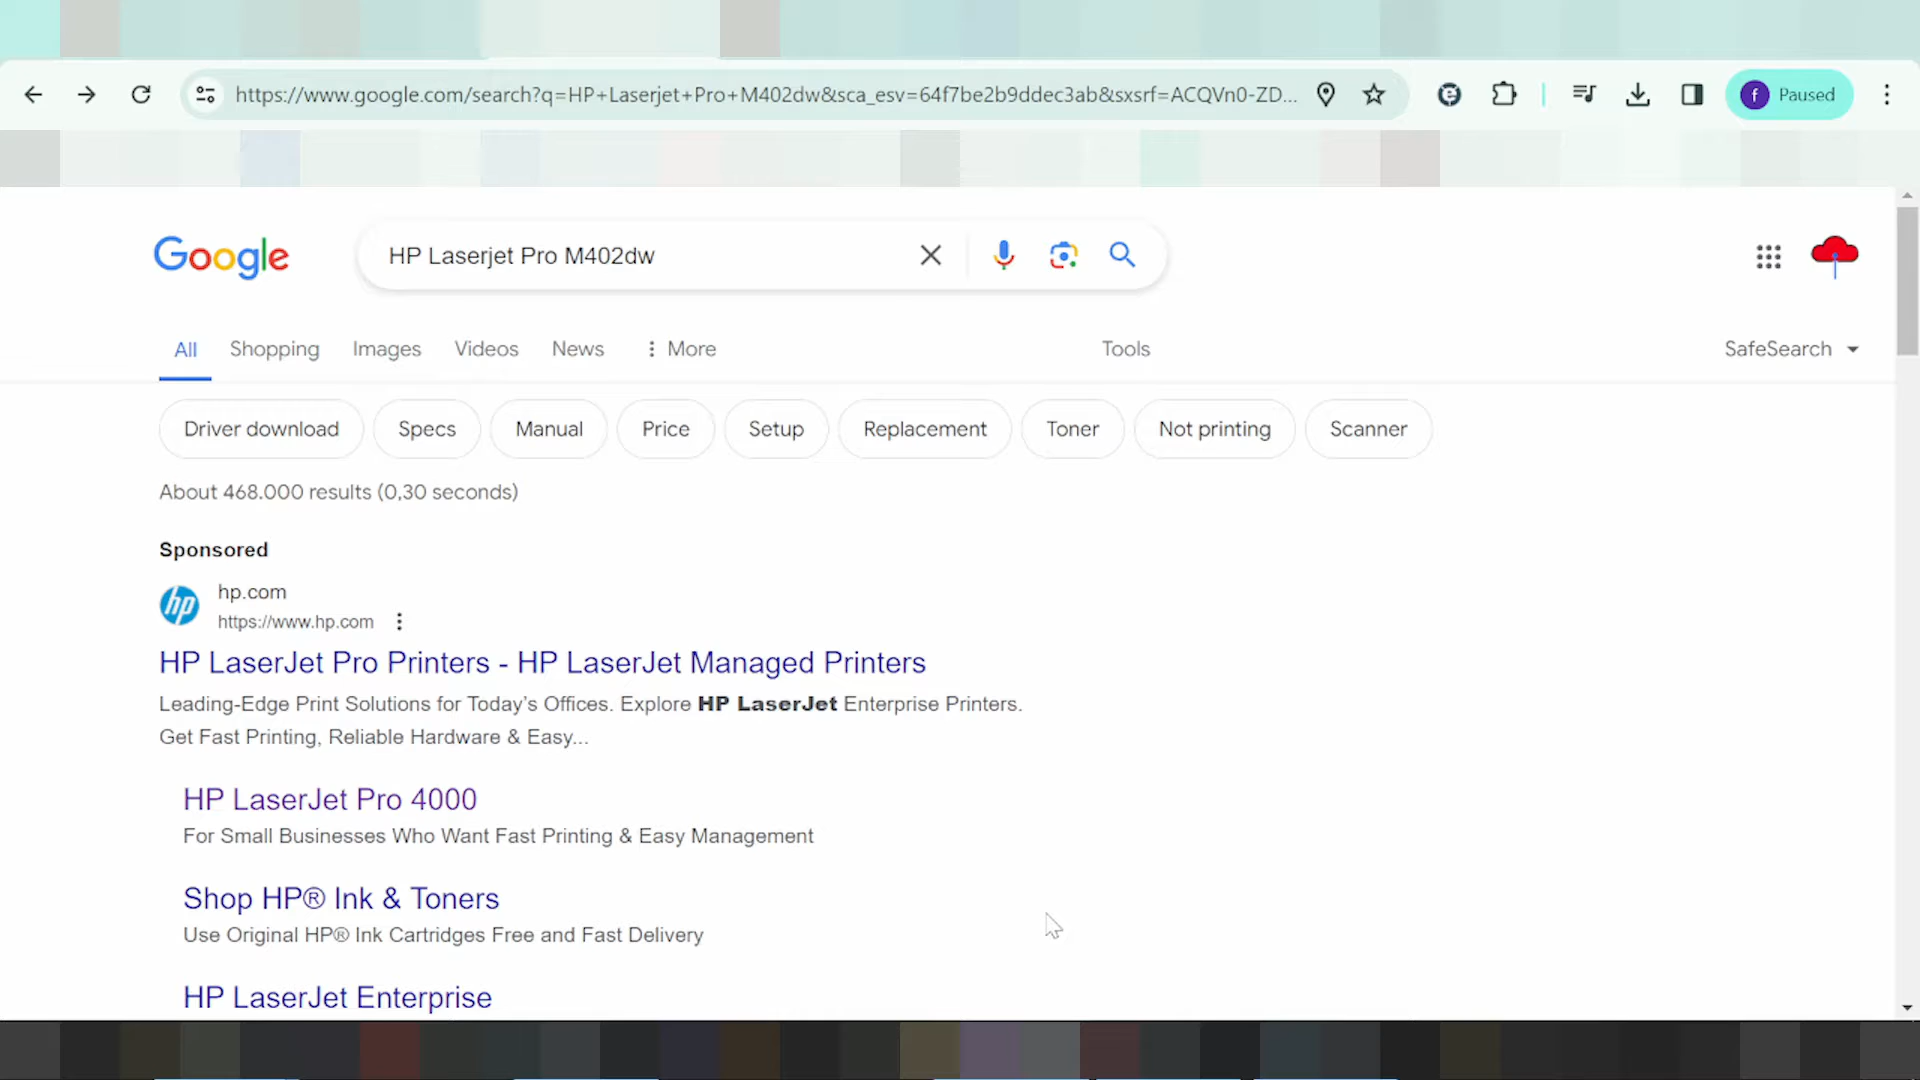 https://www.google.com/search?q=HP+Laserjet+Pro+M402dw&sca_esv=64f7be2b9ddec3ab&sxsrf=ACQVn0-ZD...
f Paused
Google
HP Laserjet Pro M402dw
All Shopping Images Videos News More Tools SafeSearch
Driver download Specs Manual Price Setup Replacement Toner Not printing Scanner
About 468.000 results (0,30 seconds)
Sponsored
hp
hp.com
https://www.hp.com
HP LaserJet Pro Printers - HP LaserJet Managed Printers
Leading-Edge Print Solutions for Today's Offices. Explore HP LaserJet Enterprise Printers.
Get Fast Printing, Reliable Hardware & Easy...
HP LaserJet Pro 4000
For Small Businesses Who Want Fast Printing & Easy Management
Shop HP® Ink & Toners
Use Original HP® Ink Cartridges Free and Fast Delivery
HP LaserJet Enterprise